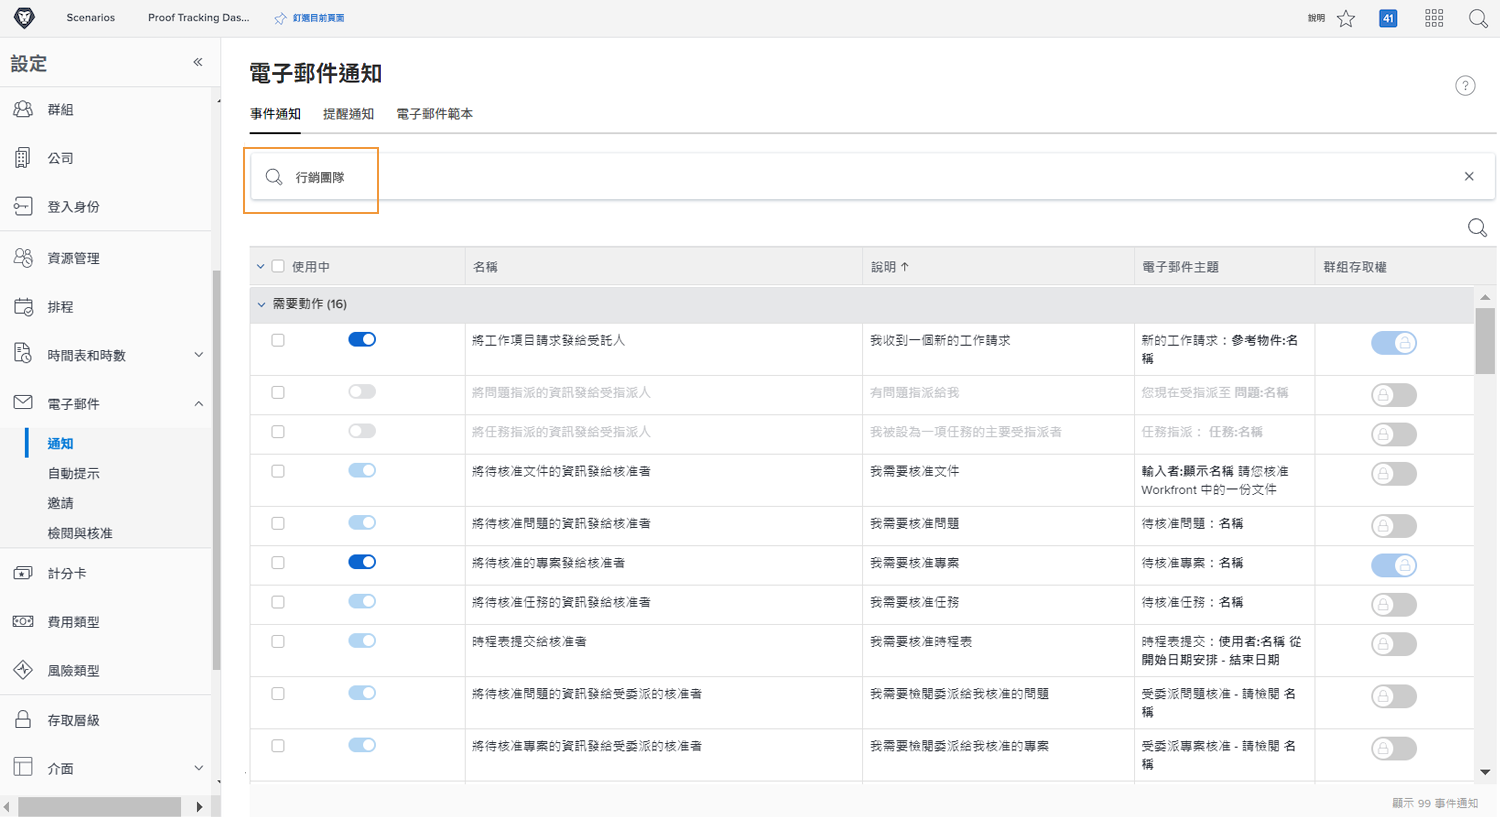 Scenarios
Proof Tracking Das...
釘選目前頁面
說明
41
設定
群組
公司
登入身份
資源管理
排程
時間表和時數
電子郵件
通知
自動提示
邀請
檢閱與核准
計分卡
費用類型
風險類型
存取層級
介面
電子郵件通知
?
事件通知
提醒通知
電子郵件範本
行銷團隊
使用中
名稱
說明
電子郵件主題
群組存取權
需要動作 (16)
將工作項目請求發給受託人
我收到一個新的工作請求
新的工作請求：參考物件:名
稱
將問題指派的資訊發給受指派人
有問題指派給我
您現在受指派至 問題:名稱
將任務指派的資訊發給受指派人
我被設為一項任務的主要受指派者
任務指派： 任務:名稱
將待核准文件的資訊發給核准者
我需要核准文件
輸入者:顯示名稱 請您核准
Workfront 中的一份文件
將待核准問題的資訊發給核准者
我需要核准問題
待核准問題：名稱
將待核准的專案發給核准者
我需要核准專案
待核准專案：名稱
將待核准任務的資訊發給核准者
我需要核准任務
待核准任務：名稱
時程表提交給核准者
我需要核准時程表
時程表提交：使用者:名稱 從
開始日期安排 - 結束日期
將待核准問題的資訊發給受委派的核准者
我需要檢閱委派給我核准的問題
受委派問題核准 - 請檢閱 名
稱
將待核准專案的資訊發給受委派的核准者
我需要檢閱委派給我核准的專案
受委派專案核准 - 請檢閱 名
稱
顯示 99 事件通知